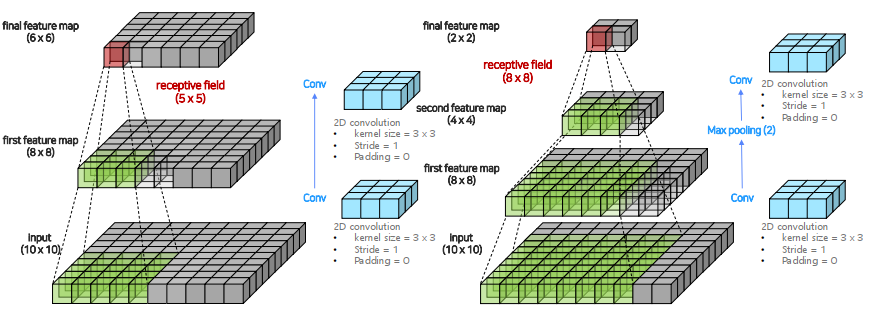 final feature map
(6 x 6)
receptive field
(5 x 5)
first feature map
(8 x 8)
Input
(10 x 10)
Conv
2D convolution
• kernel size = 3 x 3
• Stride = 1
• Padding = 0
Conv
2D convolution
• kernel size = 3 x 3
• Stride = 1
• Padding = 0
final feature map
(2 x 2)
receptive field
(8 x 8)
second feature map
(4 x 4)
first feature map
(8 x 8)
Input
(10 x 10)
Conv
2D convolution
• kernel size = 3 x 3
• Stride = 1
• Padding = 0
Max pooling (2)
Conv
2D convolution
• kernel size = 3 x 3
• Stride = 1
• Padding = 0